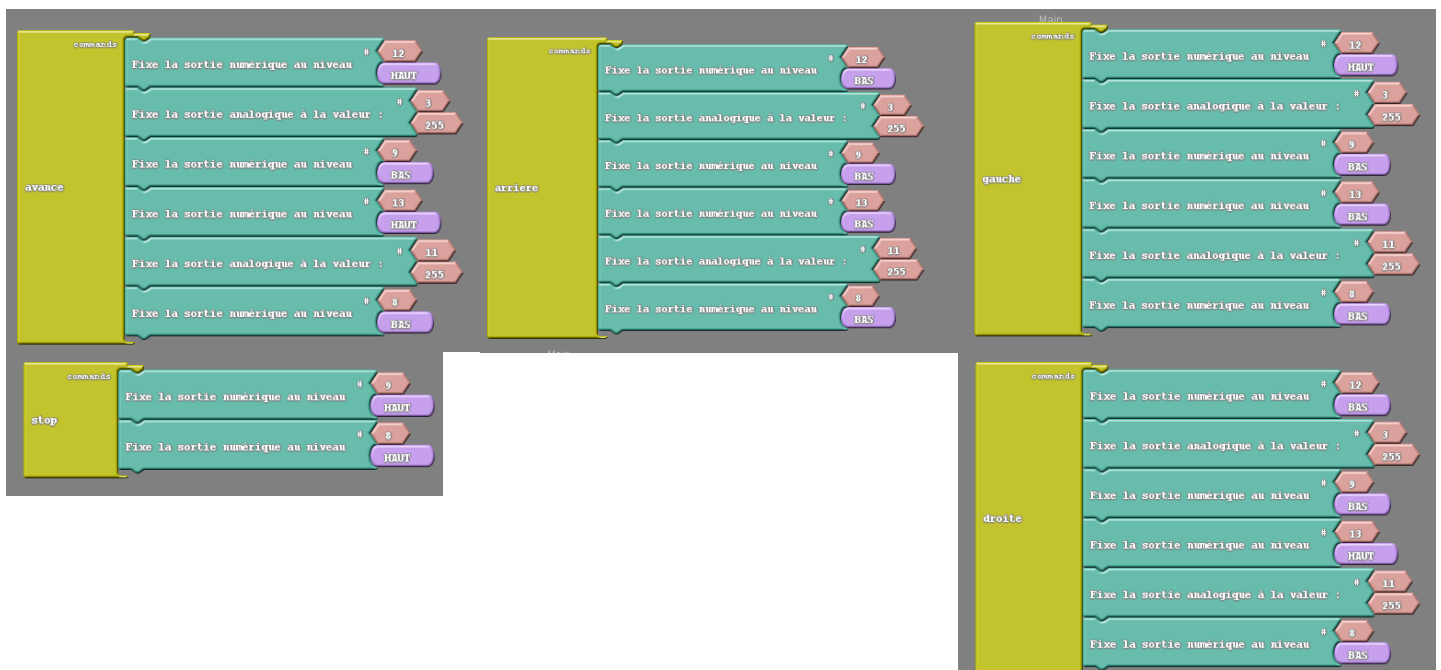 commands
avance
# 12
Fixe la sortie numérique au niveau
HAUT
# 3
Fixe la sortie analogique à la valeur :
255
# 9
Fixe la sortie numérique au niveau
BAS
# 13
Fixe la sortie numérique au niveau
HAUT
# 11
Fixe la sortie analogique à la valeur :
255
# 8
Fixe la sortie numérique au niveau
BAS
commands
arriere
# 12
Fixe la sortie numérique au niveau
BAS
# 3
Fixe la sortie analogique à la valeur :
255
# 9
Fixe la sortie numérique au niveau
BAS
# 13
Fixe la sortie numérique au niveau
BAS
# 11
Fixe la sortie analogique à la valeur :
255
# 8
Fixe la sortie numérique au niveau
BAS
Main
commands
gauche
# 12
Fixe la sortie numérique au niveau
HAUT
# 3
Fixe la sortie analogique à la valeur :
255
# 9
Fixe la sortie numérique au niveau
BAS
# 13
Fixe la sortie numérique au niveau
BAS
# 11
Fixe la sortie analogique à la valeur :
255
# 8
Fixe la sortie numérique au niveau
BAS
commands
stop
# 9
Fixe la sortie numérique au niveau
HAUT
# 8
Fixe la sortie numérique au niveau
HAUT
commands
droite
# 12
Fixe la sortie numérique au niveau
BAS
# 3
Fixe la sortie analogique à la valeur :
255
# 9
Fixe la sortie numérique au niveau
BAS
# 13
Fixe la sortie numérique au niveau
HAUT
# 11
Fixe la sortie analogique à la valeur :
255
# 8
Fixe la sortie numérique au niveau
BAS